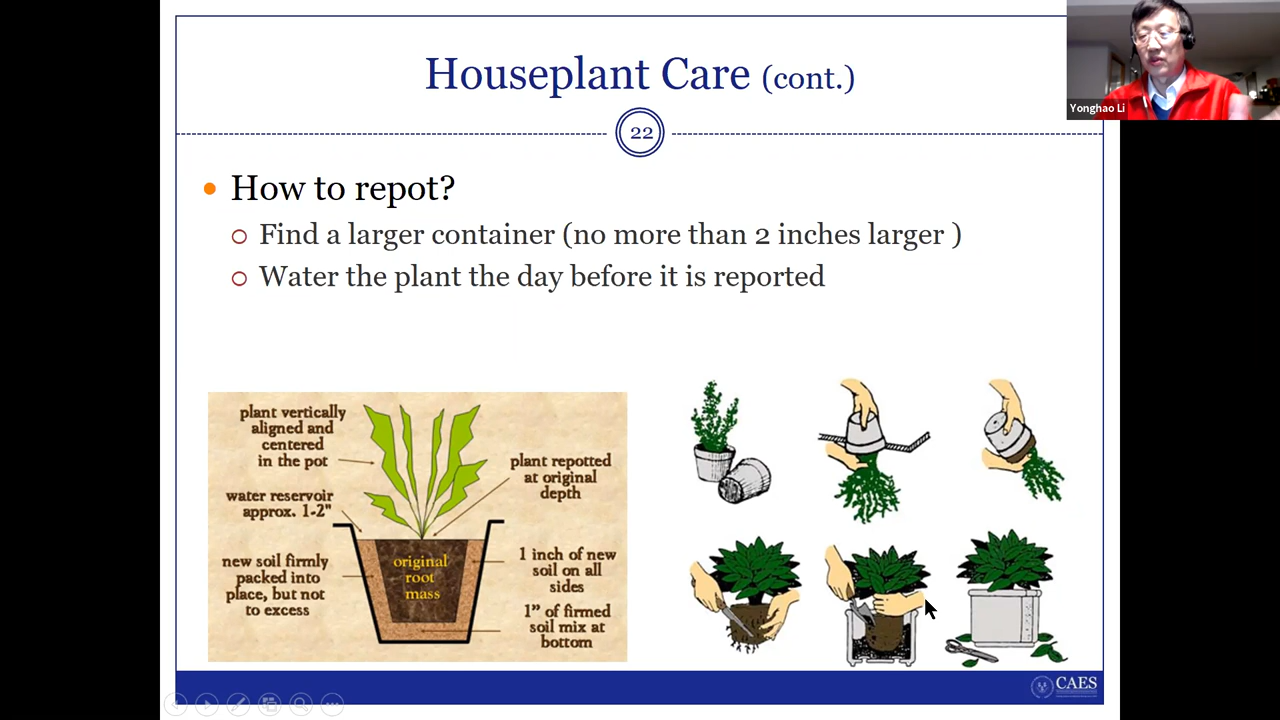 Houseplant Care (cont.)
Yonghao Li
22
How to repot?
Find a larger container (no more than 2 inches larger )
Water the plant the day before it is reported
plant vertically
aligned and
centered
in the pot
water reservoir
approx. 1-2"
new soil firmly
packed into
place, but not
to excess
original
root
mass
plant repotted
at original
depth
1 inch of new
soil on all
sides
1" of firmed
soil mix at
bottom
CAES